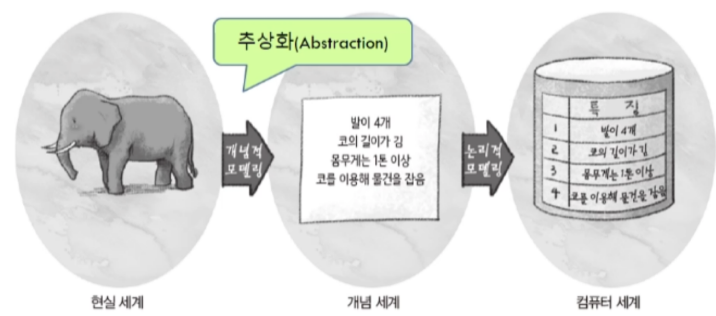 추상화(Abstraction)
개념적
모델링
발이 4개
코의 길이가 김
몸무게는 1톤 이상
코를 이용해 물건을 잡음
논리적
모델링
특 징
1 발이 4개
2 코의 길이가 김
3 몸무게는 1톤 이상
4 코를 이용해 물건을 잡음
현실 세계
개념 세계
컴퓨터 세계